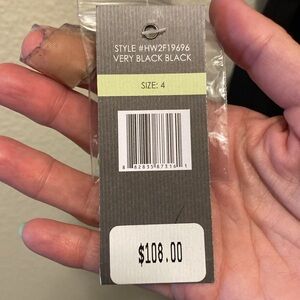 STYLE #HW2F19696
VERY BLACK BLACK
SIZE: 4
$108.00